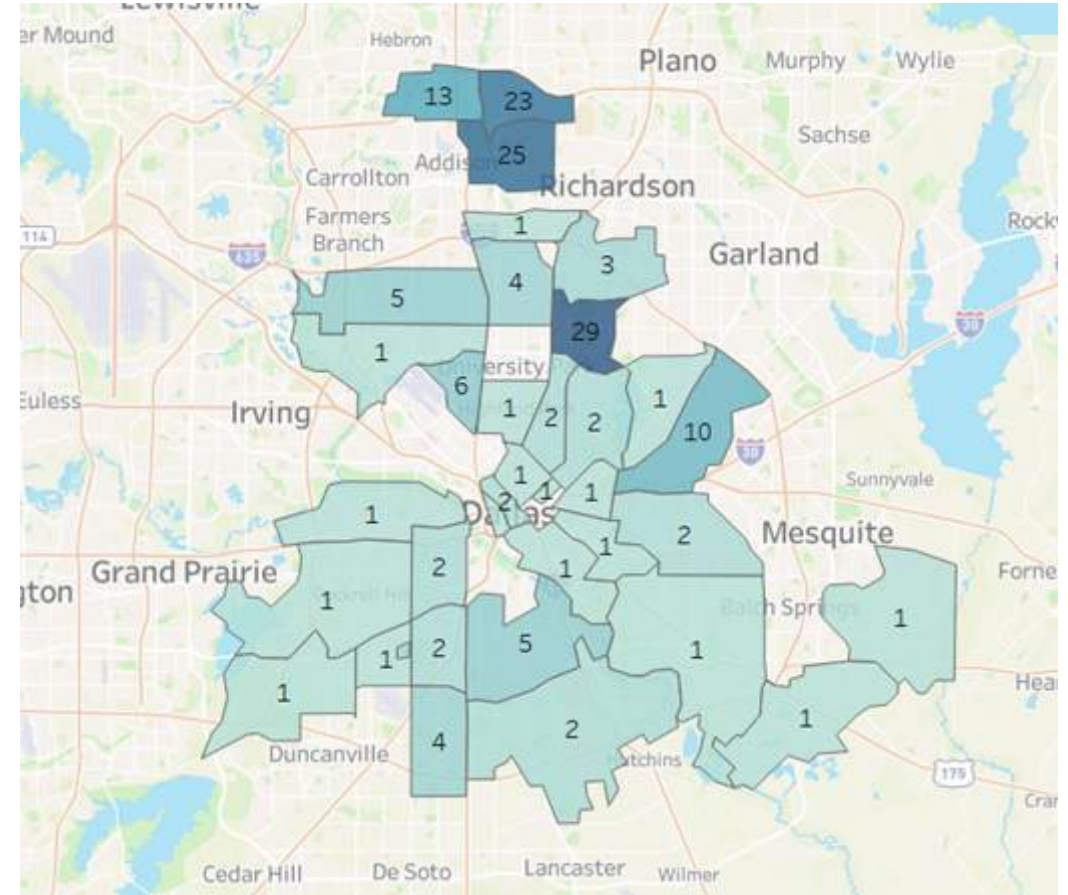 er Mound
Hebron
Plano
Murphy
Wylie
13
23
Sachse
25
Addison
Carrollton
Richardson
Farmers
Branch
1
114
635
Garland
3
4
5
30
29
1
University
6
Euless
Irving
1
2
2
1
10
30
Sunnyvale
1
1
2
1
1
Dallas
2
Mesquite
1
2
1
Grand Prairie
Forne
gton
1
Cockrell Hill
Balch Springs
1
5
2
1
1
1
Hea
1
4
2
Duncanville
Hutchins
175
Cedar Hill
De Soto
Lancaster
Wilmer